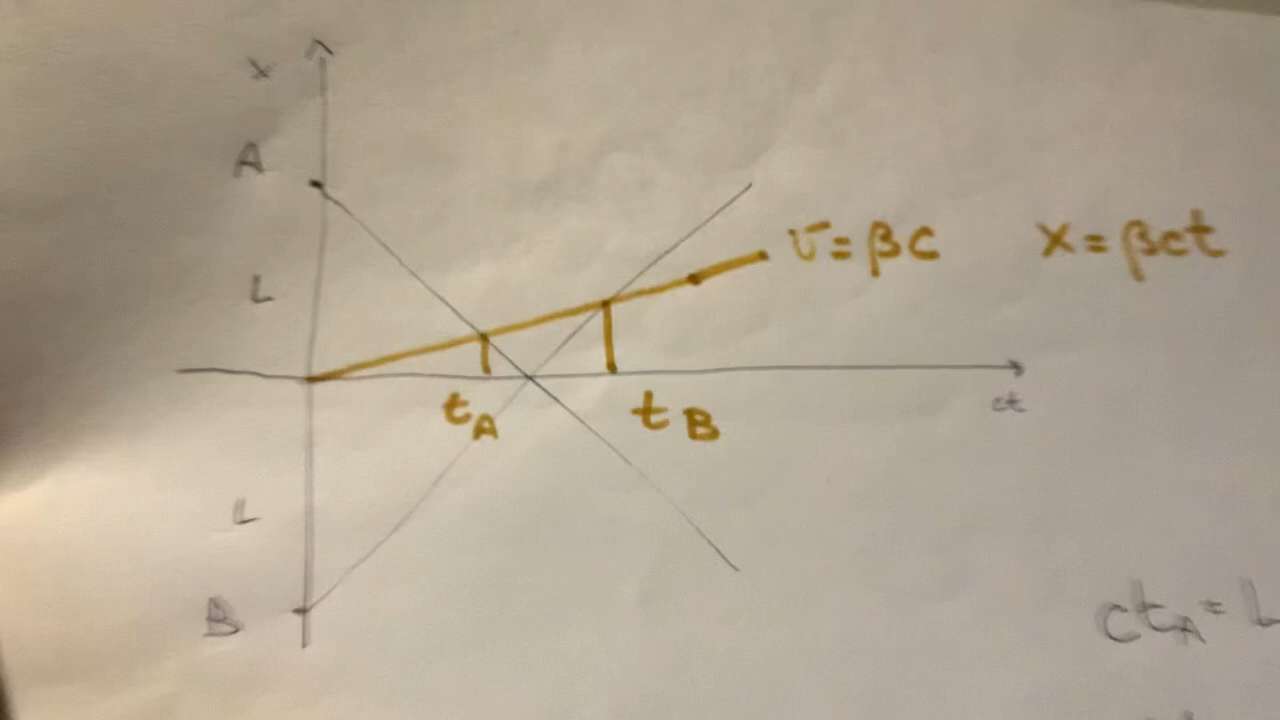 x
A
L
v = βc x = βct
ct
t_A t_B
L
B
ct_A = L